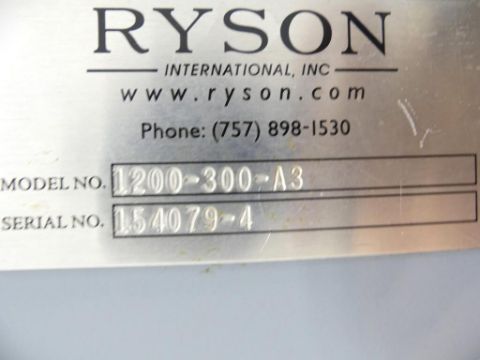 RYSON
INTERNATIONAL, INC
www.ryson.com
Phone: (757) 898-1530
MODEL NO. 1200-300-A3
SERIAL NO. 154079-4